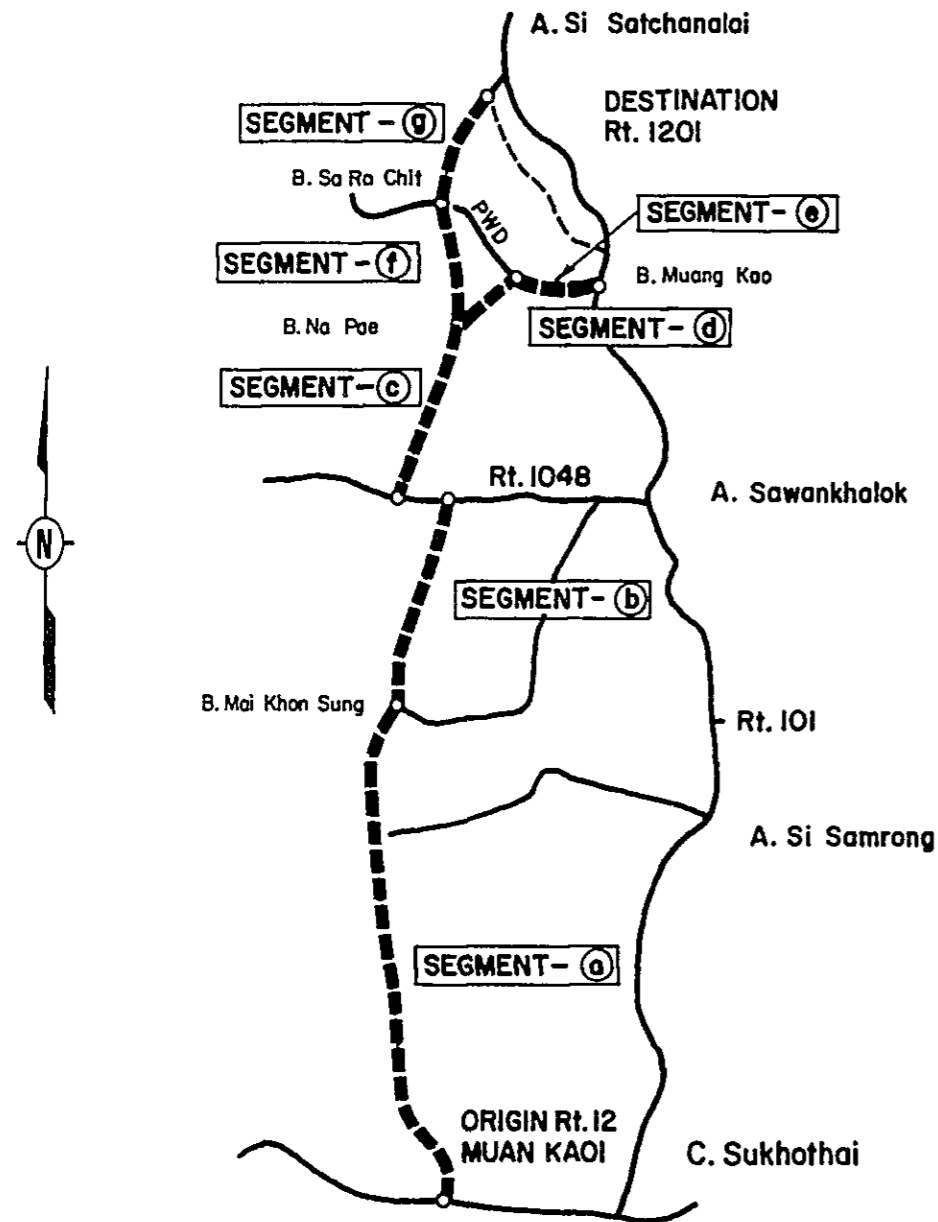 A. Si Satchanalai
DESTINATION
Rt. 1201
SEGMENT - g
B. Sa Ra Chit
PWD
SEGMENT - e
SEGMENT - f
B. Muang Kao
B. Na Pae
SEGMENT - d
SEGMENT - c
Rt. 1048
A. Sawankhalok
N
SEGMENT - b
B. Mai Khon Sung
Rt. 101
A. Si Samrong
SEGMENT - a
ORIGIN Rt. 12
MUAN KAOI
C. Sukhothai